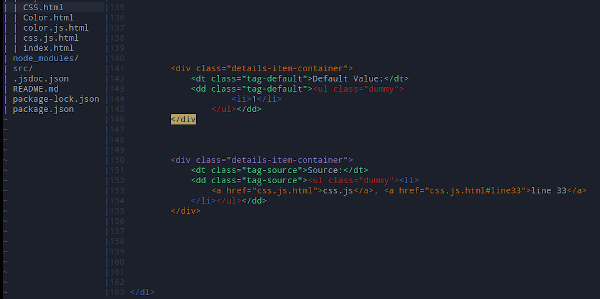 CSS.html
Color.html
color.js.html
css.js.html
index.html
node_modules/
src/
.jsdoc.json
README.md
package-lock.json
package.json
135
136
137
138
139
140
141 <div class="details-item-container">
142 <dt class="tag-default">Default Value:</dt>
143 <dd class="tag-default"><ul class="dummy">
144 <li>1</li>
145 </ul></dd>
146 </div
147
148
149
150 <div class="details-item-container">
151 <dt class="tag-source">Source:</dt>
152 <dd class="tag-source"><ul class="dummy"><li>
153 <a href="css.js.html">css.js</a>, <a href="css.js.html#line33">line 33</a>
154 </li></ul></dd>
155 </div>
156
157
158
159
160
161
162
163 </dl>